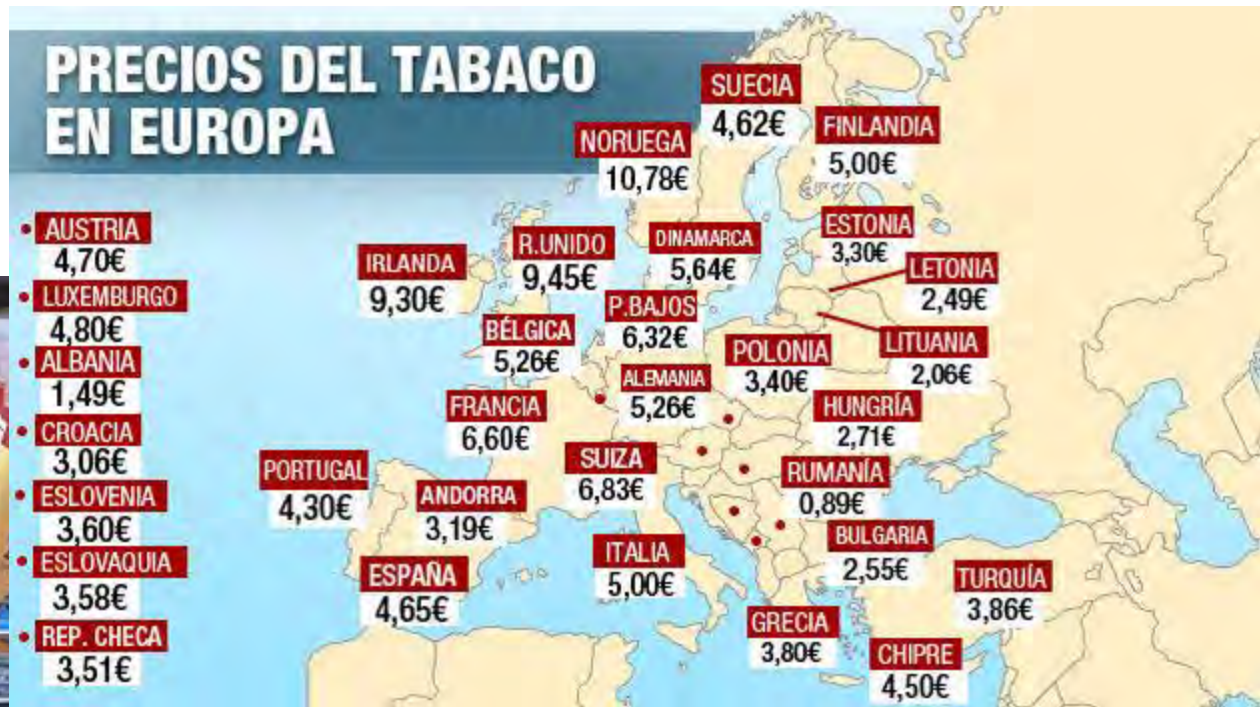 PRECIOS DEL TABACO
EN EUROPA
AUSTRIA
4,70€
LUXEMBURGO
4,80€
ALBANIA
1,49€
CROACIA
3,06€
ESLOVENIA
3,60€
ESLOVAQUIA
3,58€
REP. CHECA
3,51€
SUECIA
4,62€
FINLANDIA
5,00€
NORUEGA
10,78€
ESTONIA
3,30€
R.UNIDO
9,45€
DINAMARCA
5,64€
IRLANDA
9,30€
LETONIA
2,49€
P.BAJOS
6,32€
BÉLGICA
5,26€
POLONIA
3,40€
LITUANIA
2,06€
ALEMANIA
5,26€
FRANCIA
6,60€
HUNGRÍA
2,71€
SUIZA
6,83€
RUMANÍA
0,89€
PORTUGAL
4,30€
ANDORRA
3,19€
BULGARIA
2,55€
ITALIA
5,00€
ESPAÑA
4,65€
TURQUÍA
3,86€
GRECIA
3,80€
CHIPRE
4,50€